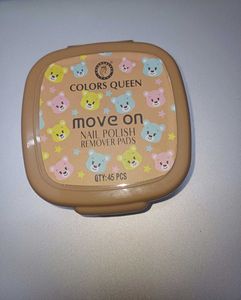 COLORS QUEEN
move on
NAIL POLISH
REMOVER PADS
QTY: 45 PCS